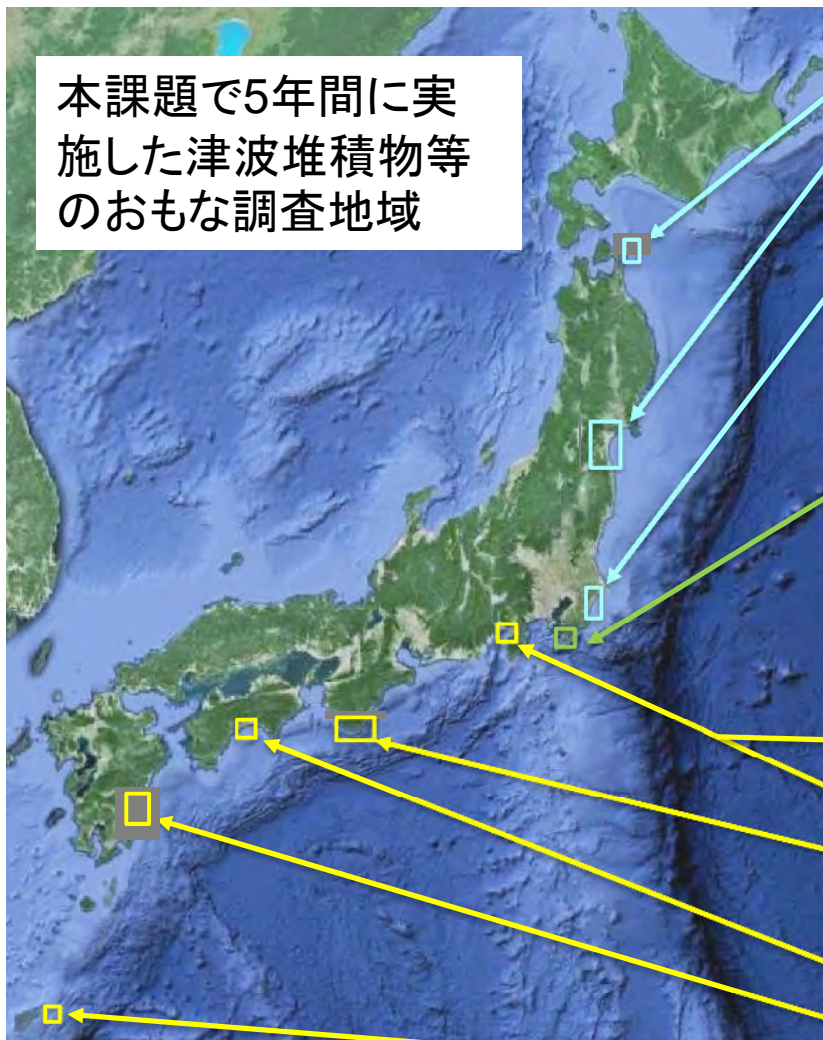 本課題で5年間に実
施した津波堆積物等
のおもな調査地域